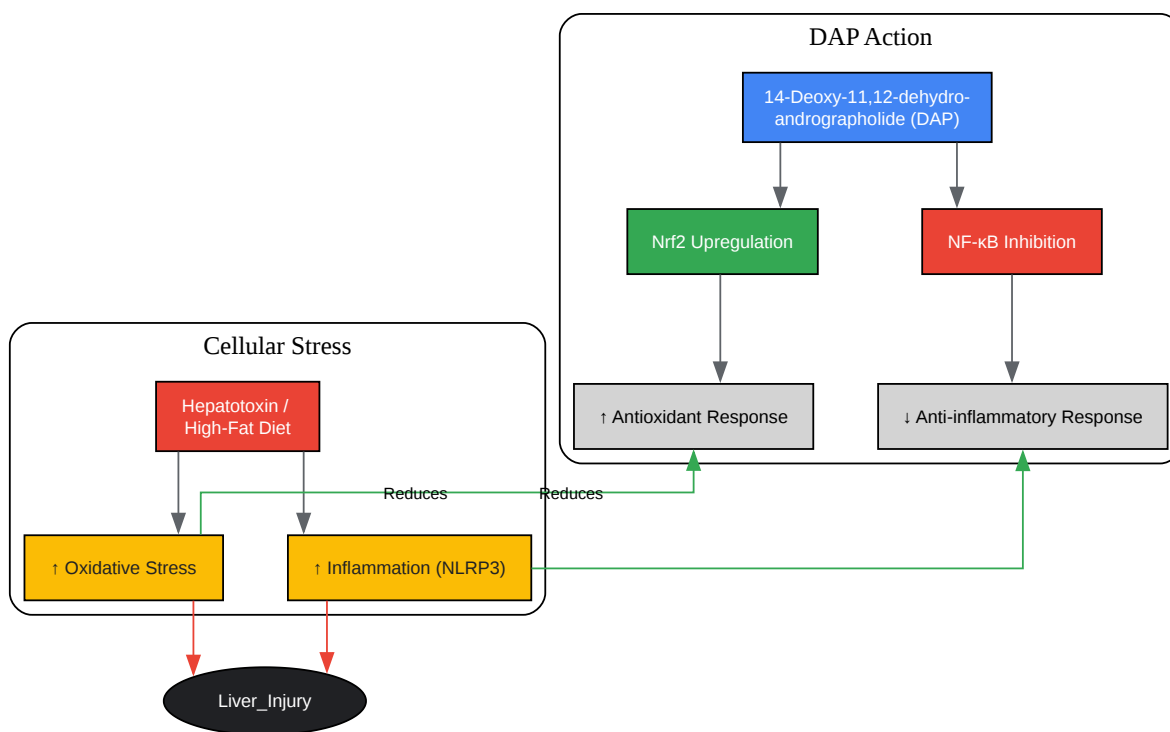 DAP Action
14-Deoxy-11,12-dehydro-
andrographolide (DAP)
Nrf2 Upregulation
NF-κB Inhibition
Cellular Stress
Hepatotoxin /
High-Fat Diet
↑ Antioxidant Response
↓ Anti-inflammatory Response
Reduces
Reduces
↑ Oxidative Stress
↑ Inflammation (NLRP3)
Liver_Injury